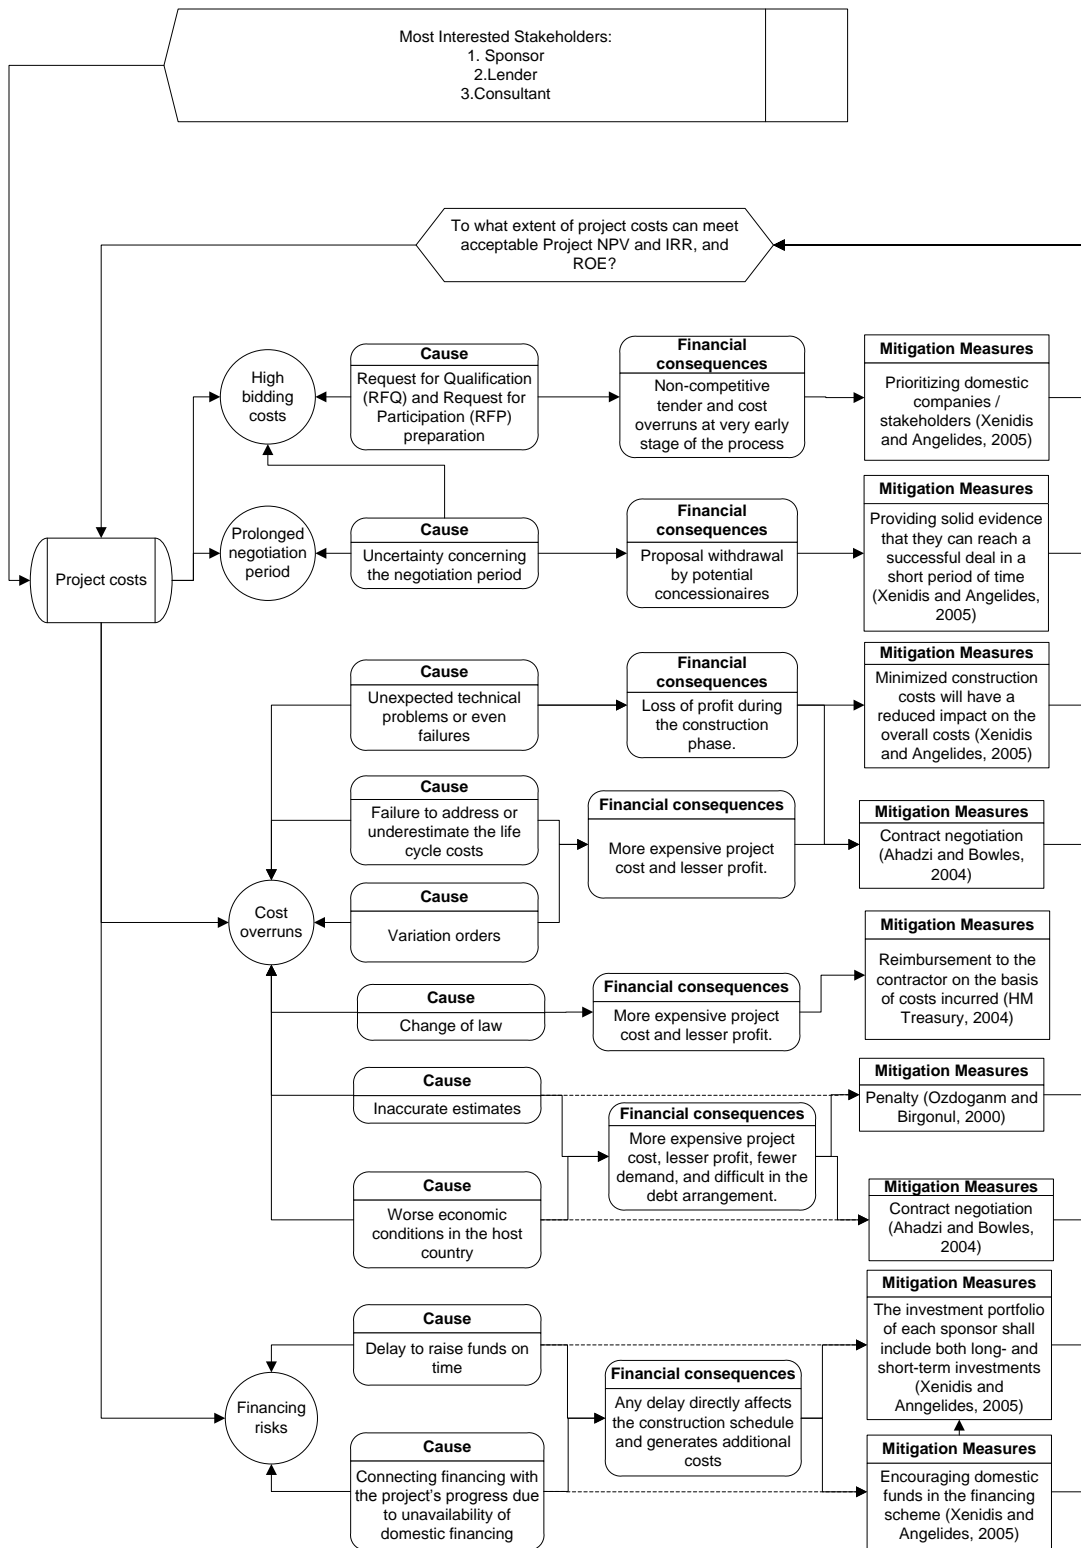 Most Interested Stakeholders:
1. Sponsor
2.Lender
3.Consultant
To what extent of project costs can meet
acceptable Project NPV and IRR, and
ROE?
High
bidding
costs
Cause
Request for Qualification
(RFQ) and Request for
Participation (RFP)
preparation
Financial
consequences
Non-competitive
tender and cost
overruns at very early
stage of the process
Mitigation Measures
Prioritizing domestic
companies /
stakeholders (Xenidis
and Angelides, 2005)
Project costs
Prolonged
negotiation
period
Cause
Uncertainty concerning
the negotiation period
Financial
consequences
Proposal withdrawal
by potential
concessionaires
Mitigation Measures
Providing solid evidence
that they can reach a
successful deal in a
short period of time
(Xenidis and Angelides,
2005)
Cause
Unexpected technical
problems or even
failures
Financial
consequences
Loss of profit during
the construction
phase.
Mitigation Measures
Minimized construction
costs will have a
reduced impact on the
overall costs (Xenidis
and Angelides, 2005)
Cause
Failure to address or
underestimate the life
cycle costs
Financial consequences
More expensive project
cost and lesser profit.
Mitigation Measures
Contract negotiation
(Ahadzi and Bowles,
2004)
Cost
overruns
Cause
Variation orders
Cause
Change of law
Financial consequences
More expensive project
cost and lesser profit.
Mitigation Measures
Reimbursement to the
contractor on the basis
of costs incurred (HM
Treasury, 2004)
Cause
Inaccurate estimates
Financial consequences
More expensive project
cost, lesser profit, fewer
demand, and difficult in the
debt arrangement.
Mitigation Measures
Penalty (Ozdoganm and
Birgonul, 2000)
Cause
Worse economic
conditions in the host
country
Mitigation Measures
Contract negotiation
(Ahadzi and Bowles,
2004)
Financing
risks
Cause
Delay to raise funds on
time
Financial consequences
Any delay directly affects
the construction schedule
and generates additional
costs
Mitigation Measures
The investment portfolio
of each sponsor shall
include both long- and
short-term investments
(Xenidis and
Anngelides, 2005)
Cause
Connecting financing with
the project's progress due
to unavailability of
domestic financing
Mitigation Measures
Encouraging domestic
funds in the financing
scheme (Xenidis and
Angelides, 2005)